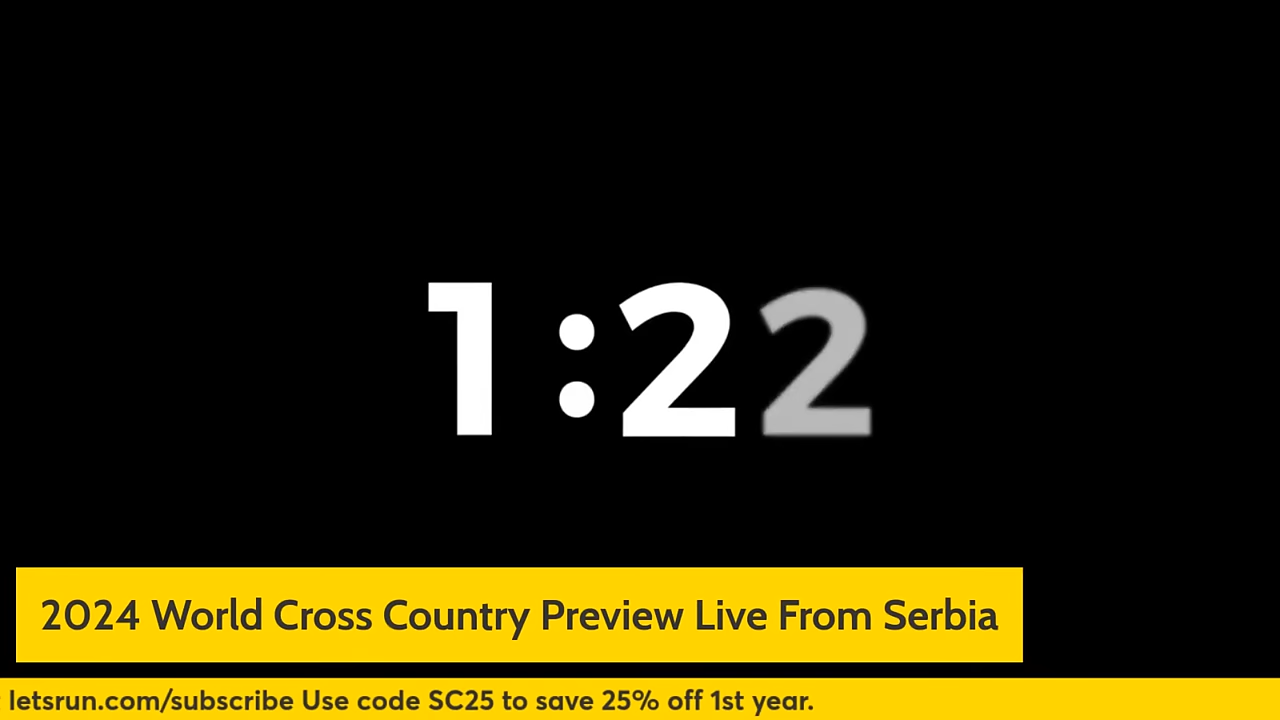 1:22
2024 World Cross Country Preview Live From Serbia
letsrun.com/subscribe Use code SC25 to save 25% off 1st year.